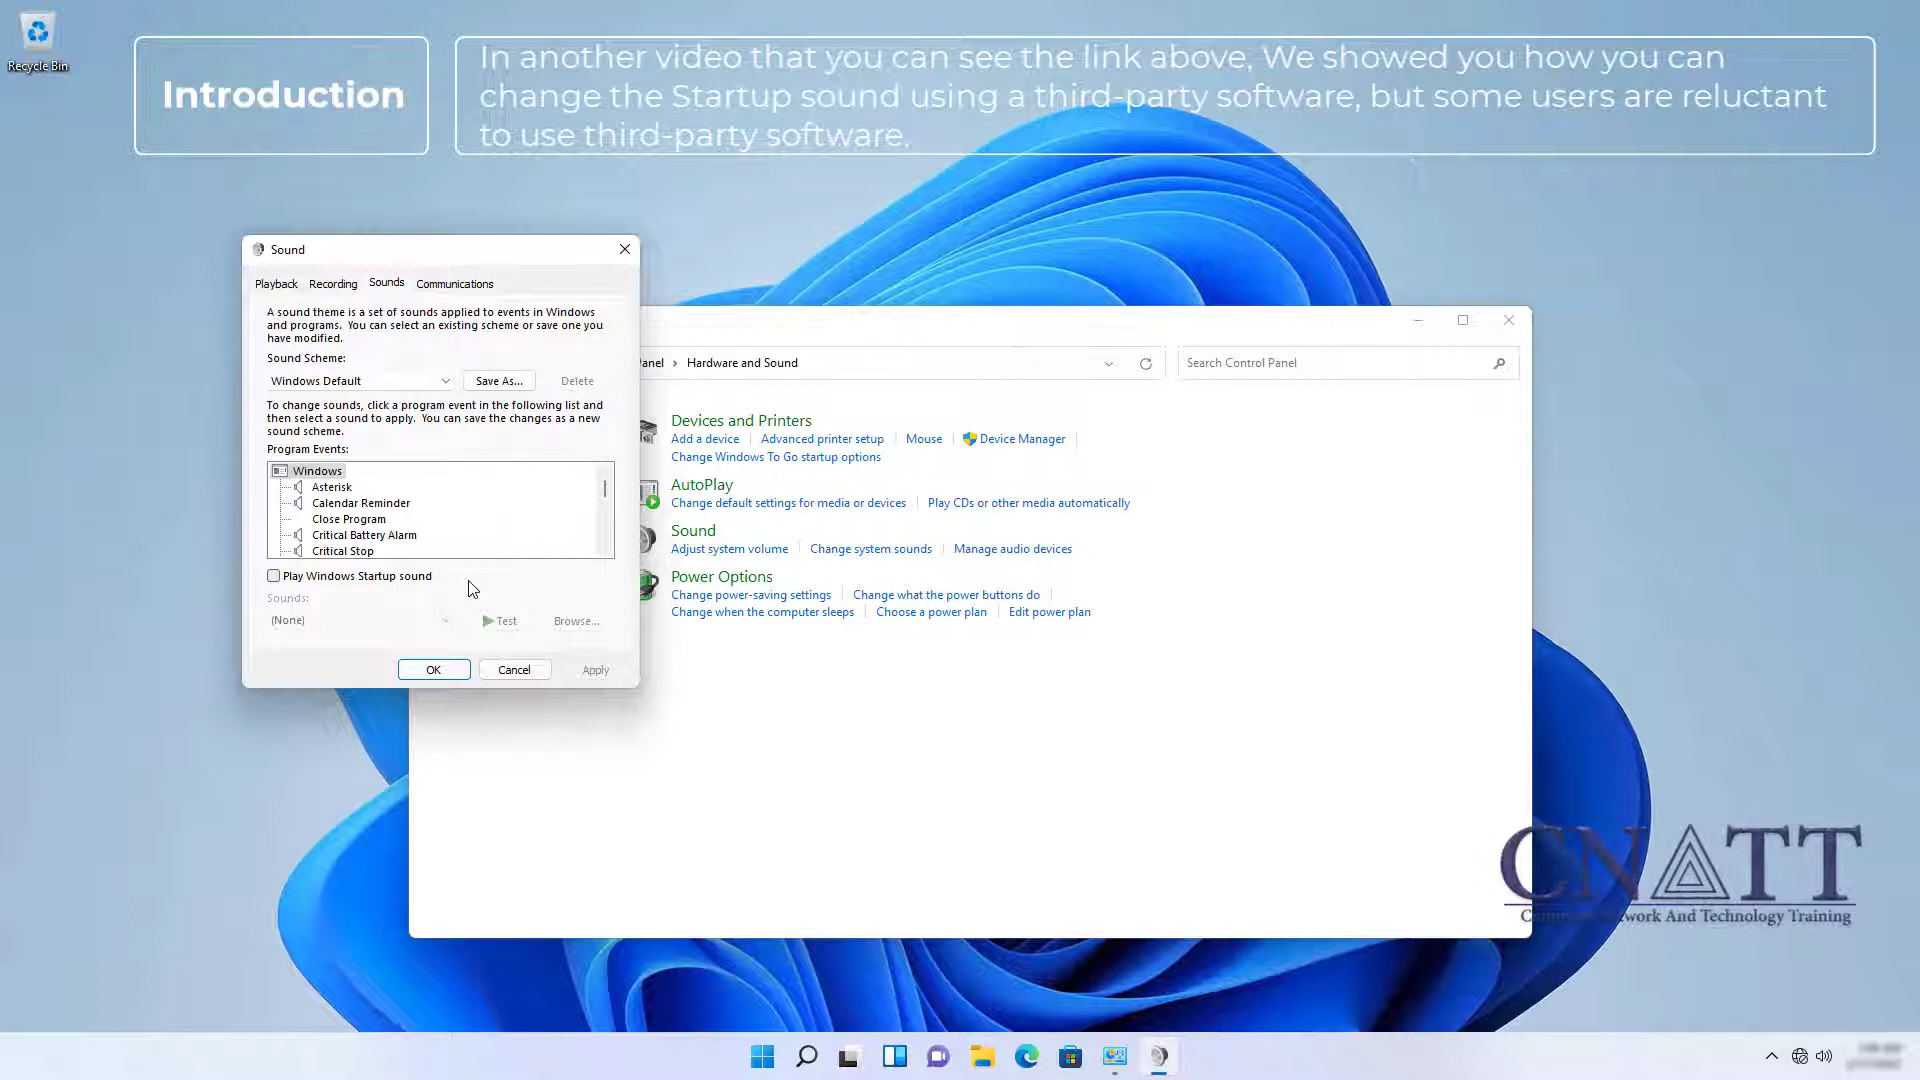 Recycle Bin
Introduction
In another video that you can see the link above, We showed you how you can
change the Startup sound using a third-party software, but some users are reluctant
to use third-party software.
Sound
Playback
Recording
Sounds
Communications
A sound theme is a set of sounds applied to events in Windows
and programs. You can select an existing scheme or save one you
have modified.
Sound Scheme:
Windows Default
Save As...
Delete
To change sounds, click a program event in the following list and
then select a sound to apply. You can save the changes as a new
sound scheme.
Program Events:
Windows
Asterisk
Calendar Reminder
Close Program
Critical Battery Alarm
Critical Stop
Play Windows Startup sound
Sounds:
(None)
Test
Browse...
OK
Cancel
Apply
Hardware and Sound
Search Control Panel
Devices and Printers
Add a device
Advanced printer setup
Mouse
Device Manager
Change Windows To Go startup options
AutoPlay
Change default settings for media or devices
Play CDs or other media automatically
Sound
Adjust system volume
Change system sounds
Manage audio devices
Power Options
Change power-saving settings
Change what the power buttons do
Change when the computer sleeps
Choose a power plan
Edit power plan
CNATT
And Technology Training